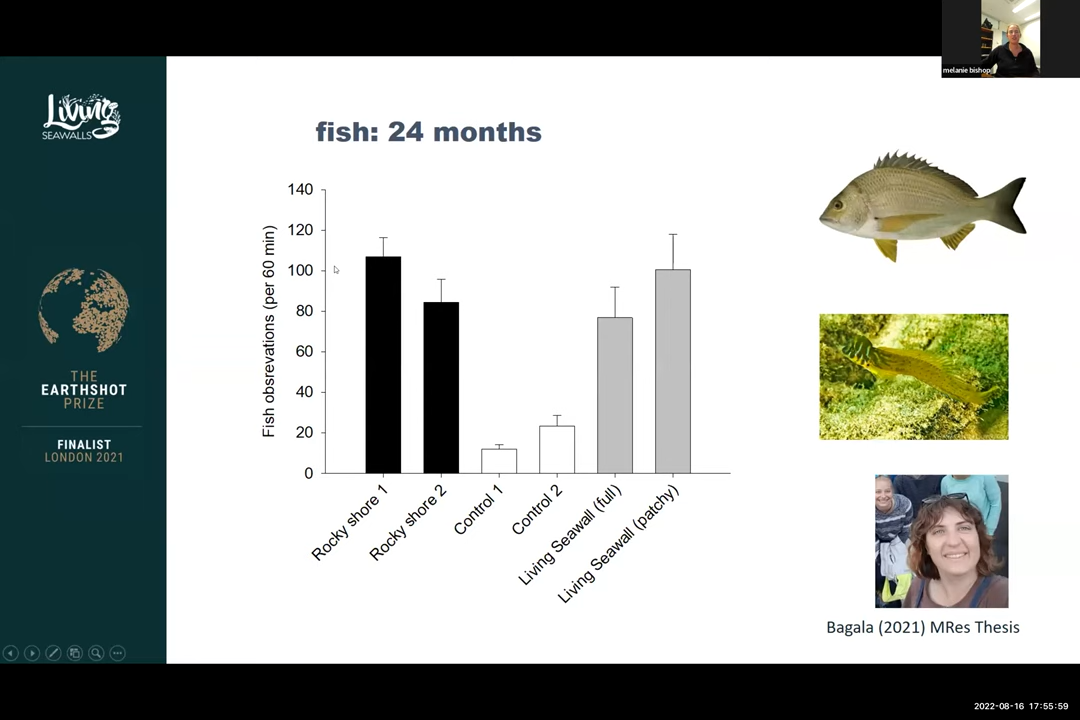 melanie bishop
Living
SEAWALLS
THE
EARTHSHOT
PRIZE
FINALIST
LONDON 2021
fish: 24 months
Fish obsrevations (per 60 min)
140
120
100
80
60
40
20
0
Rocky shore 1
Rocky shore 2
Control 1
Control 2
Living Seawall (full)
Living Seawall (patchy)
Bagala (2021) MRes Thesis
2022-08-16 17:55:59